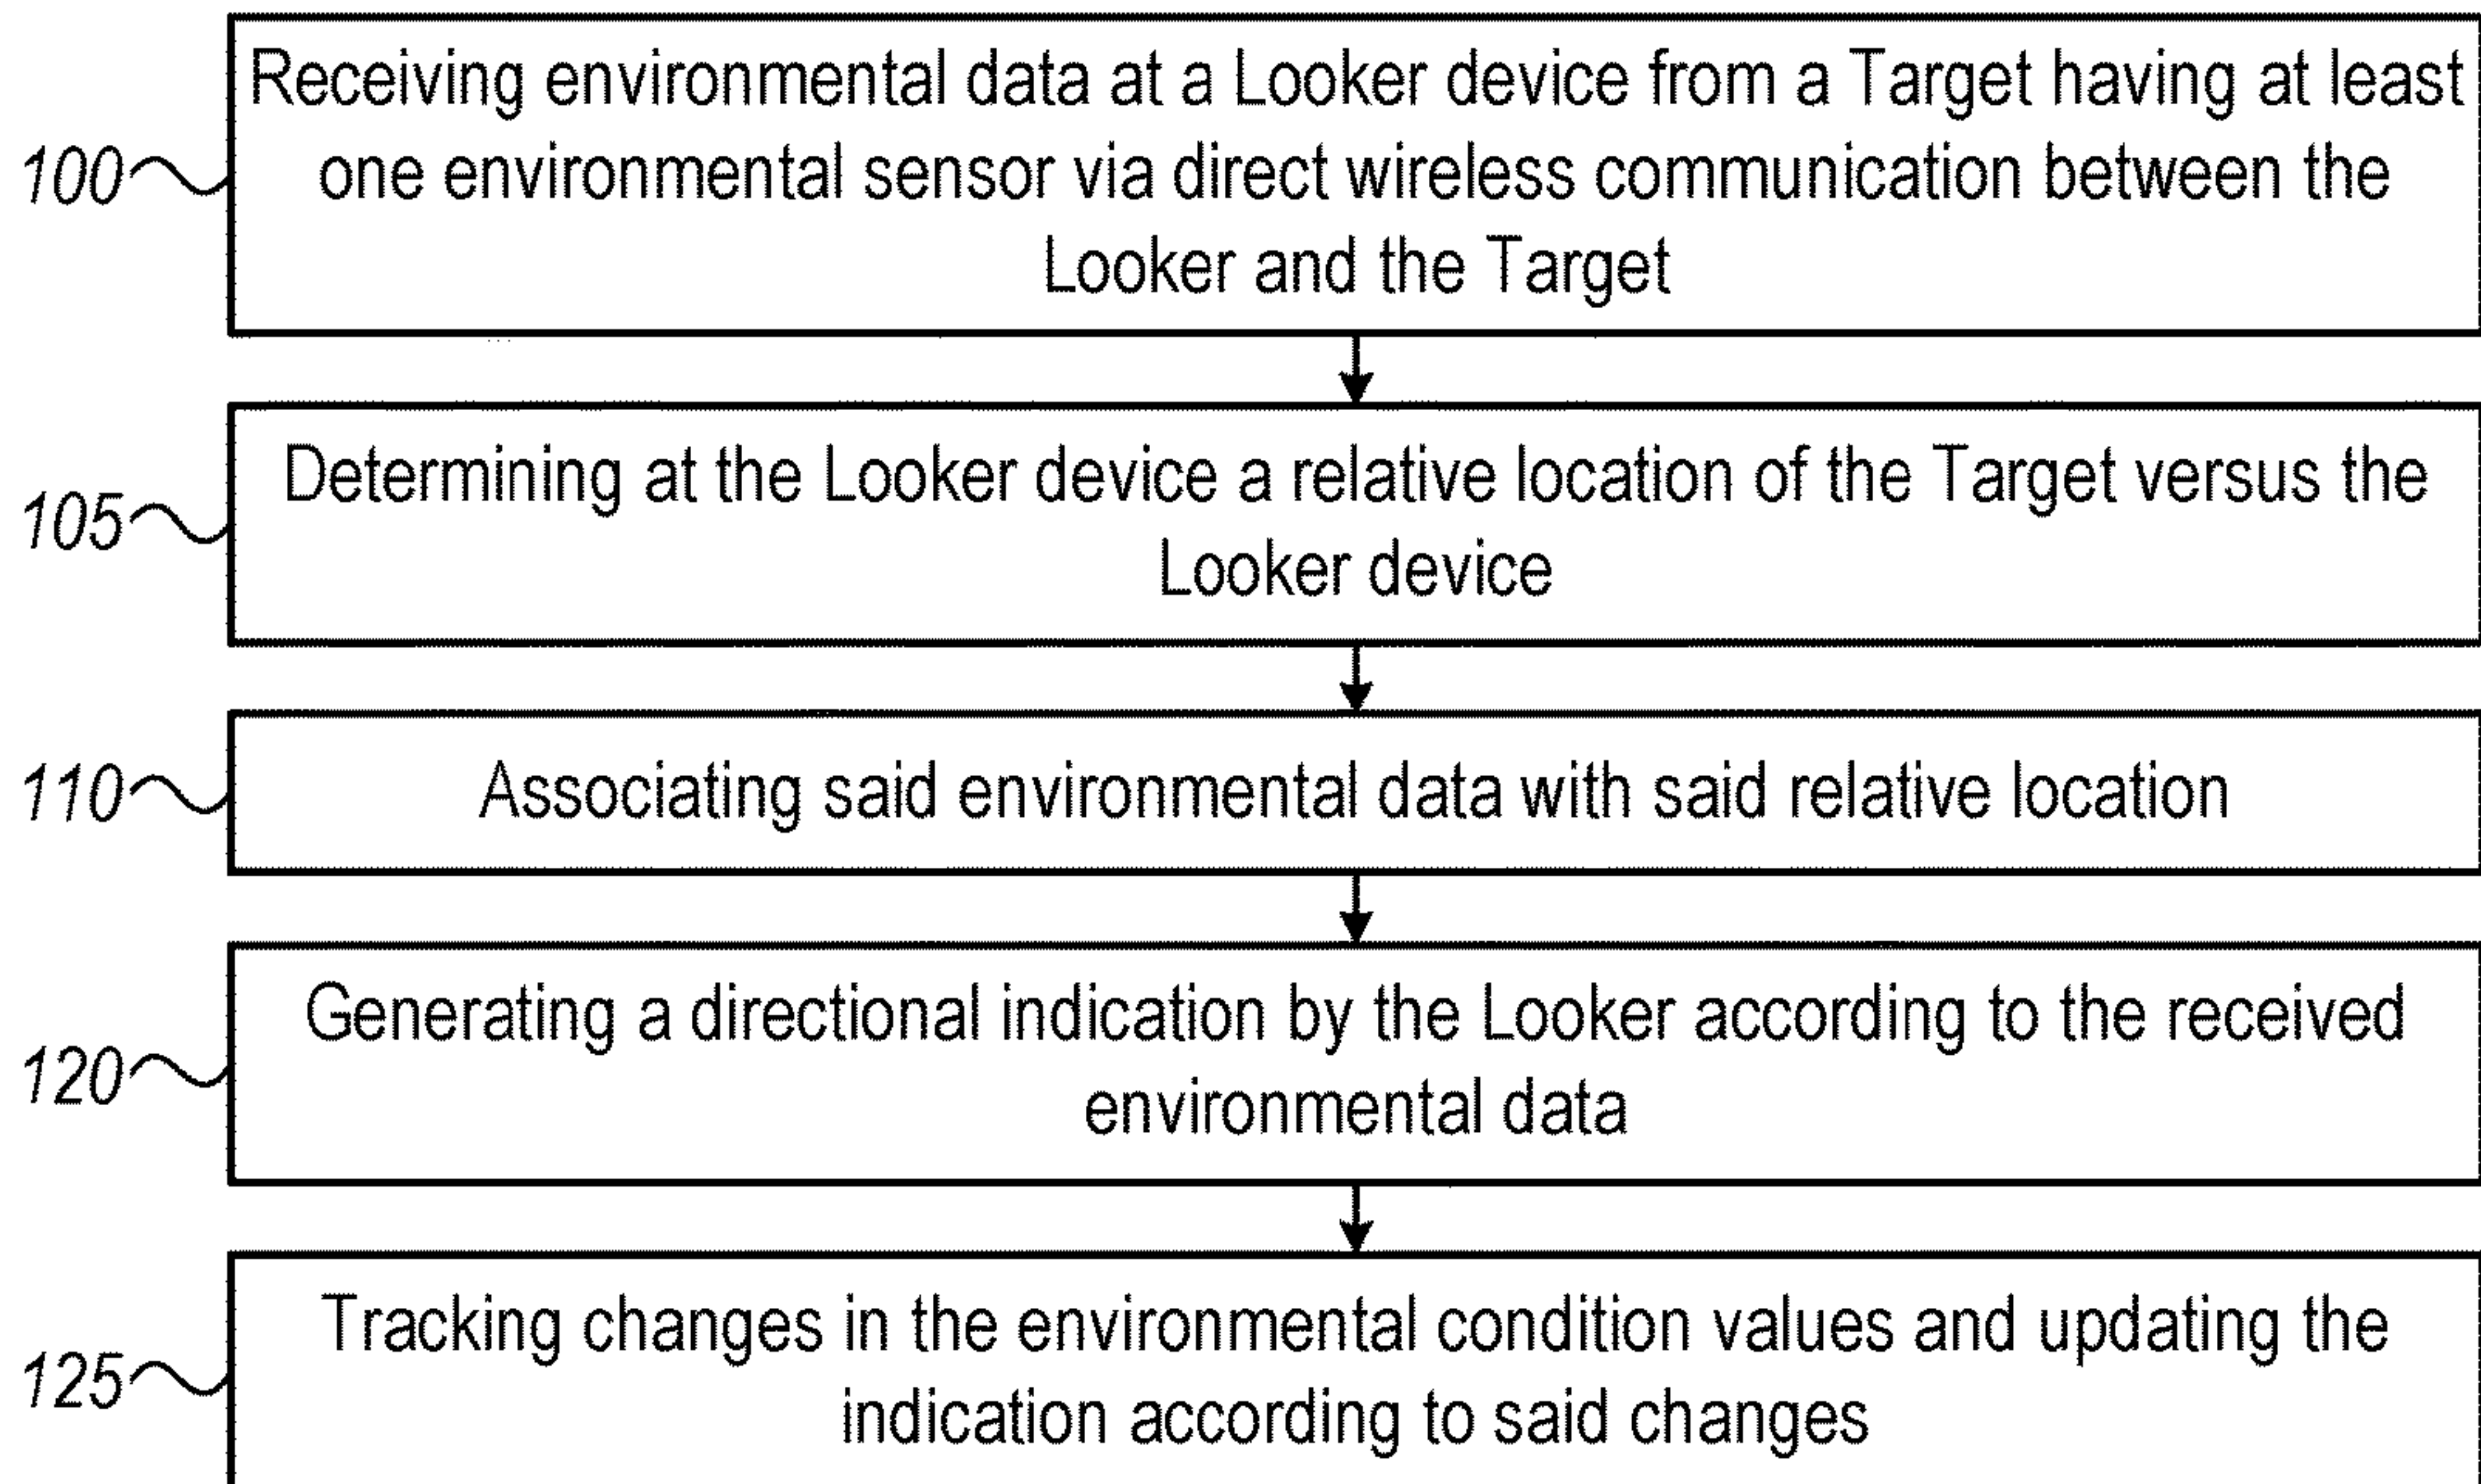 Receiving environmental data at a Looker device from a Target having at least
100
one environmental sensor via direct wireless communication between the
Looker and the Target
Determining at the Looker device a relative location of the Target versus the
105
Looker device
110
Associating said environmental data with said relative location
Generating a directional indication by the Looker according to the received
120
environmental data
Tracking changes in the environmental condition values and updating the
125
indication according to said changes